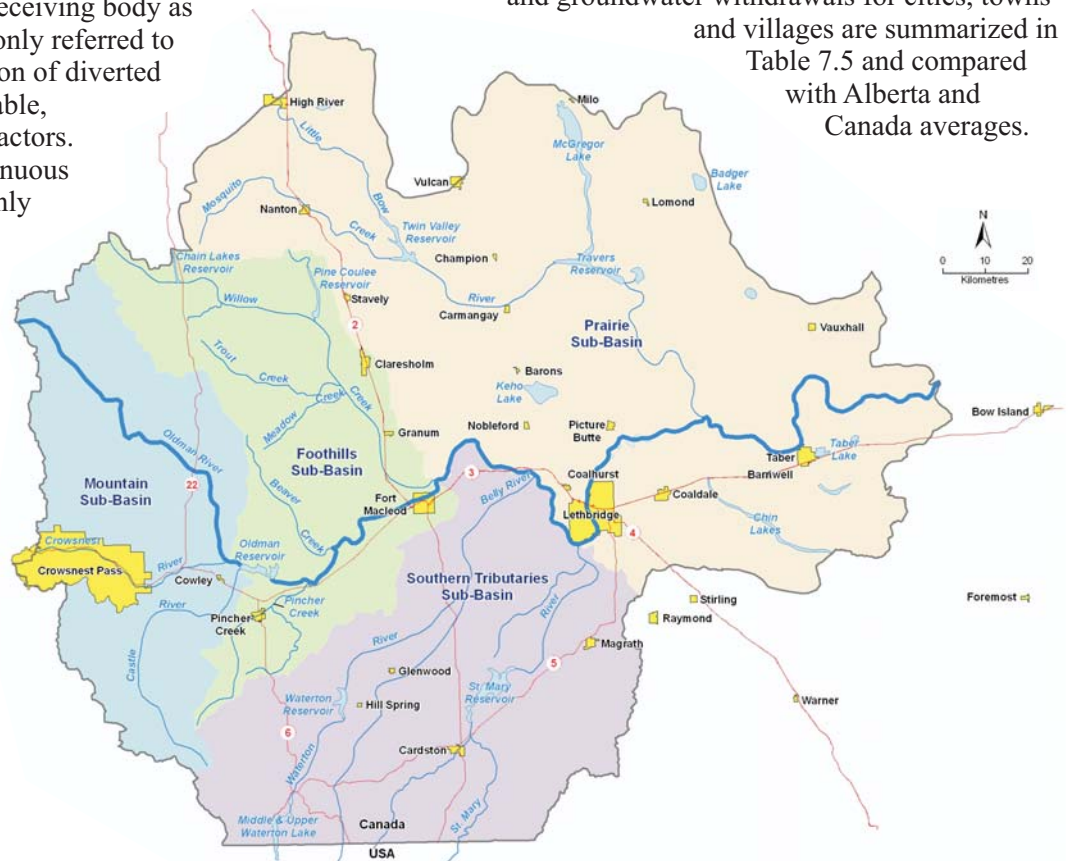 eceiving body as
only referred to
on of diverted
able,
actors.
nuous
nly
and groundwater withdrawals for cities, towns
and villages are summarized in
Table 7.5 and compared
with Alberta and
Canada averages.
High River
Little
Bow
River
Milo
McGregor
Lake
Badger
Lake
Vulcan
Lomond
Mosquito
Creek
Nanton
Twin Valley
Reservoir
Champion
Travers
Reservoir
N
0 10 20
Kilometres
Chain Lakes
Reservoir
Pine Coulee
Reservoir
Stavely
Willow
Creek
2
Carmangay
Prairie
Sub-Basin
Vauxhall
Trout
Creek
Claresholm
Barons
Keho
Lake
Meadow
Creek
Granum
Nobleford
Picture
Butte
Bow Island
Oldman River
Foothills
Sub-Basin
3
Coalhurst
Taber
Taber
Lake
Barnwell
Mountain
Sub-Basin
22
Beaver
Creek
Fort
Macleod
Belly River
Lethbridge
Coaldale
4
Chin
Lakes
Crowsnest
River
Crowsnest Pass
Oldman
Reservoir
Cowley
Southern Tributaries
Sub-Basin
Stirling
Foremost
River
Castle
Pincher
Creek
Pincher
Creek
River
River
Raymond
Magrath
5
Glenwood
Waterton
Reservoir
Hill Spring
St. Mary
Reservoir
Warner
6
Waterton
Cardston
St. Mary
Middle & Upper
Waterton Lake
Canada
USA